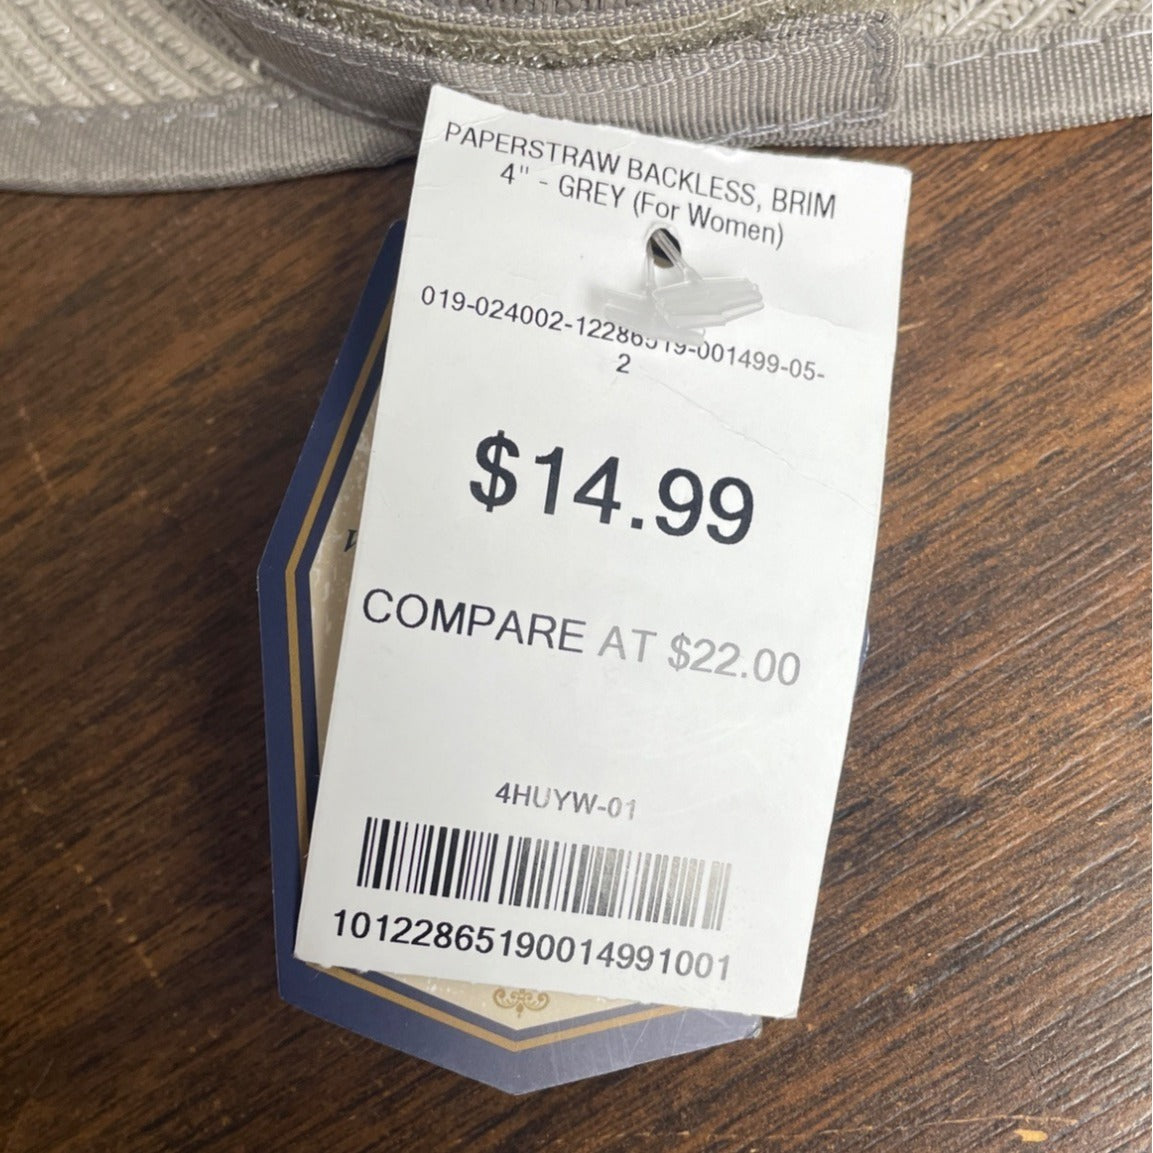 PAPERSTRAW BACKLESS, BRIM
4" - GREY (For Women)
019-024002-12286519-001499-05-
2
$14.99
COMPARE AT $22.00
4HUYW-01
10122865190014991001